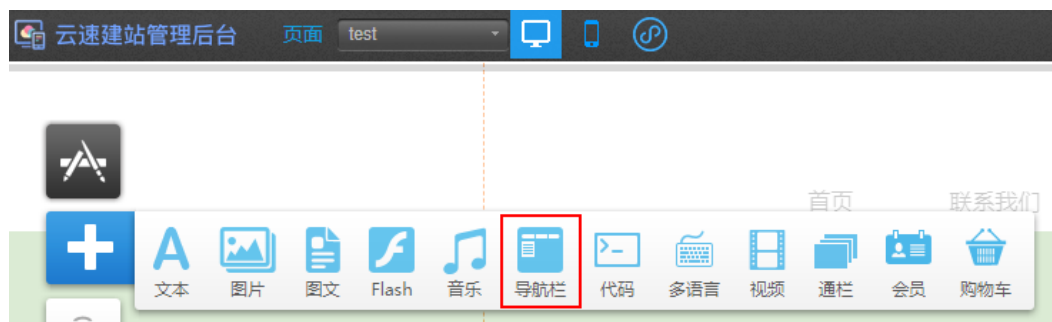 云速建站管理后台 页面 test
首页 联系我们
文本 图片 图文 Flash 音乐 导航栏 代码 多语言 视频 通栏 会员 购物车